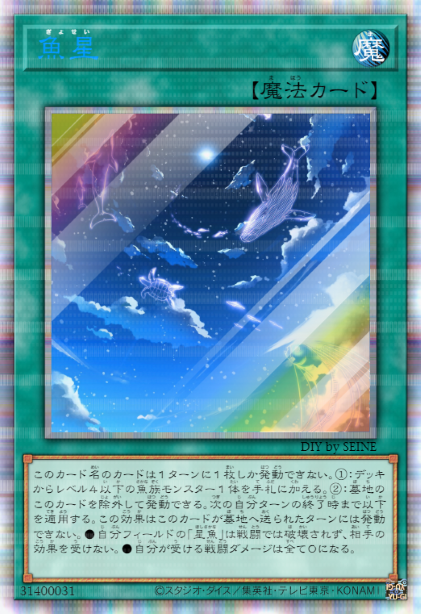 ぎょせい
魚星
魔
【魔法カード】
DIY by SEINE
このカード名のカードは１ターンに１枚しか発動できない。①:デッキ
からレベル４以下の魚族モンスター１体を手札に加える。②:墓地の
このカードを除外して発動できる。次の自分ターンの終了時まで以下
を適用する。この効果はこのカードが墓地へ送られたターンには発動
できない。●自分フィールドの「星魚」は戦闘では破壊されず、相手の
効果を受けない。●自分が受ける戦闘ダメージは全て０になる。
31400031
©スタジオ・ダイス／集英社・テレビ東京・KONAMI